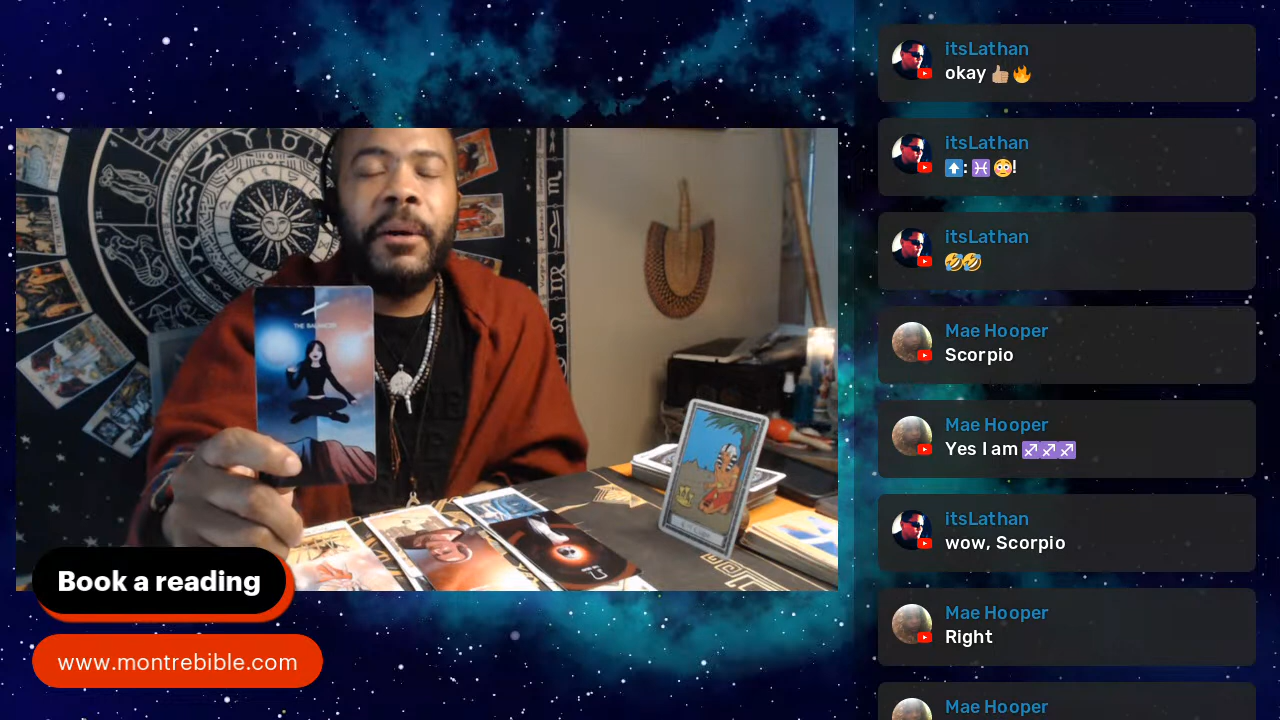 THE BALANCER
Book a reading
www.montrebible.com
itsLathan
okay 👍🏼🔥
itsLathan
⬆️: ♓ 😳!
itsLathan
🤣🤣
Mae Hooper
Scorpio
Mae Hooper
Yes I am ♐♐♐
itsLathan
wow, Scorpio
Mae Hooper
Right
Mae Hooper